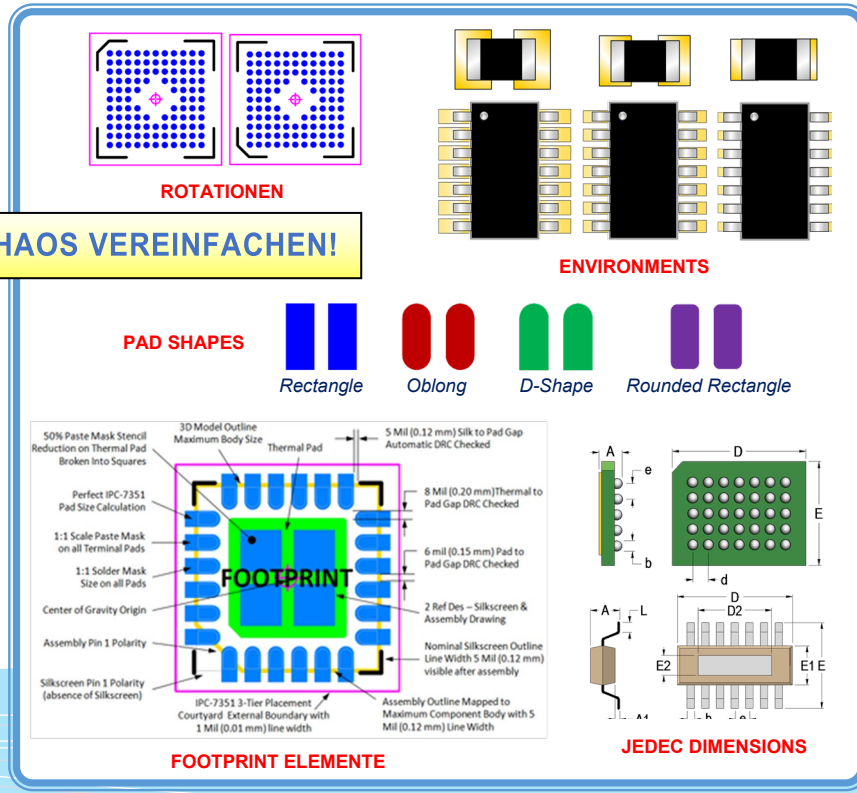 ROTATIONEN
ENVIRONMENTS
HAOS VEREINFACHEN!
PAD SHAPES
Rectangle
Oblong
D-Shape
Rounded Rectangle
50% Paste Mask Stencil
Reduction on Thermal Pad
Broken Into Squares
3D Model Outline
Maximum Body Size
Thermal Pad
5 Mil (0.12 mm) Silk to Pad Gap
Automatic DRC Checked
Perfect IPC-7351
Pad Size Calculation
8 Mil (0.20 mm)Thermal to
Pad Gap DRC Checked
1:1 Scale Paste Mask
on all Terminal Pads
6 mil (0.15 mm) Pad to
Pad Gap DRC Checked
1:1 Solder Mask
Size on all Pads
FOOTPRINT
Center of Gravity Origin
2 Ref Des – Silkscreen &
Assembly Drawing
Assembly Pin 1 Polarity
Nominal Silkscreen Outline
Line Width 5 Mil (0.12 mm)
visible after assembly
Silkscreen Pin 1 Polarity
(absence of Silkscreen)
IPC-7351 3-Tier Placement
Courtyard External Boundary with
1 Mil (0.01 mm) line width
Assembly Outline Mapped to
Maximum Component Body with 5
Mil (0.12 mm) Line Width
FOOTPRINT ELEMENTE
A
D
e
E
b
d
D
A
L
D2
E2
E1
E
A1
b
e
JEDEC DIMENSIONS